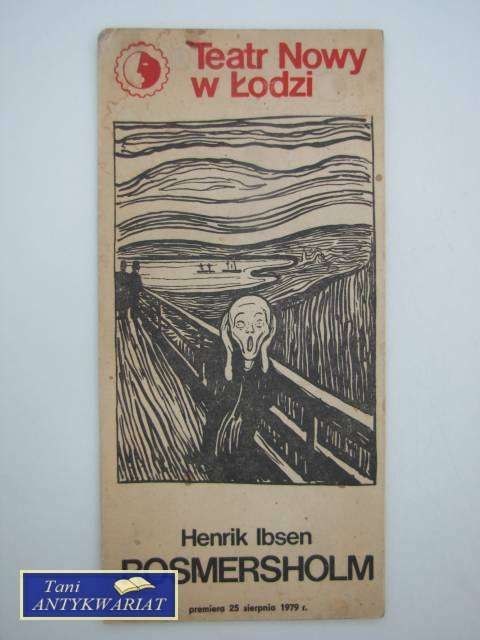 Teatr Nowy
w Łodzi
Henrik Ibsen
ROSMERSHOLM
premiera 25 sierpnia 1979 r.
Tani
ANTYKWARIAT